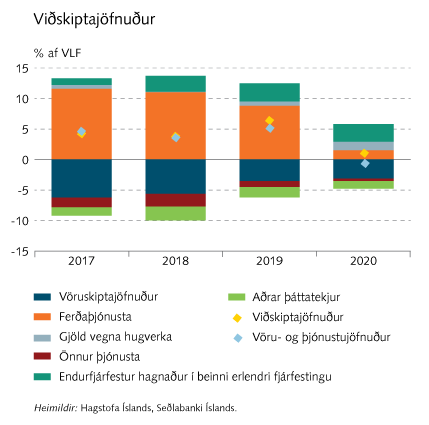 Viðskiptajöfnuður
% af VLF
15
10
5
0
-5
-10
-15
2017 2018 2019 2020
Vöruskiptajöfnuður
Ferðaþjónusta
Gjöld vegna hugverka
Önnur þjónusta
Endurfjárfestur hagnaður í beinni erlendri fjárfestingu
Aðrar þáttatekjur
Viðskiptajöfnuður
Vöru- og þjónustujöfnuður
Heimildir: Hagstofa Íslands, Seðlabanki Íslands.